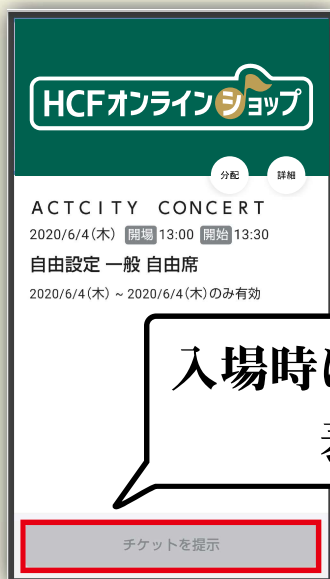 HCFオンラインショップ
分配
詳細
ACTCITY CONCERT
2020/6/4(木) 開場 13:00 開始 13:30
自由設定 一般 自由席
2020/6/4(木) ~ 2020/6/4(木)のみ有効
入場時
チケットを提示